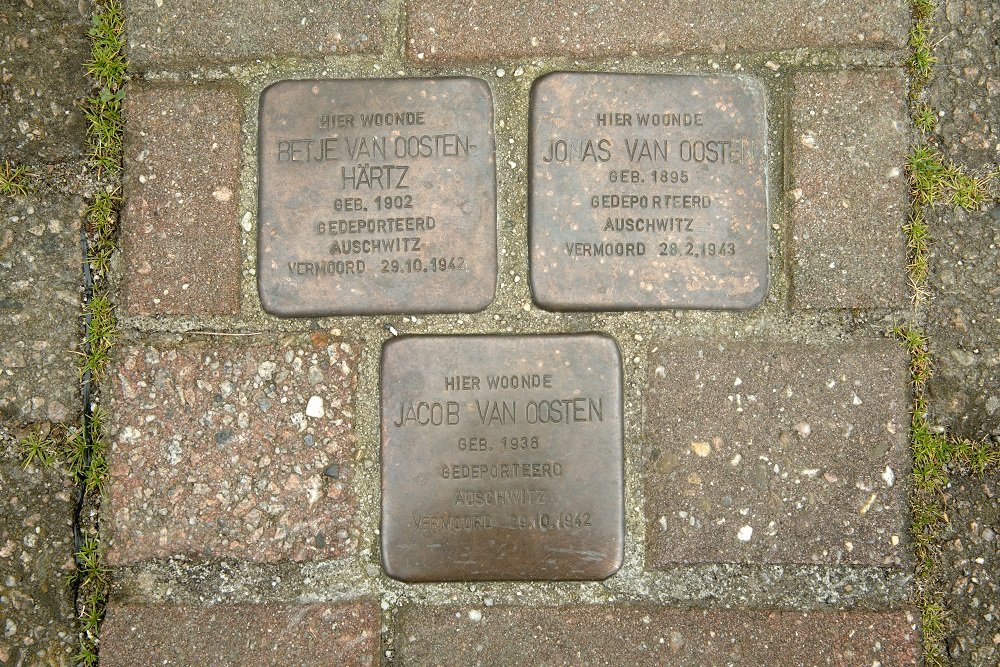 HIER WOONDE
BETJE VAN OOSTEN-
HÄRTZ
GEB. 1902
GEDEPORTEERD
AUSCHWITZ
VERMOORD 29.10.1942
HIER WOONDE
JONAS VAN OOSTEN
GEB. 1895
GEDEPORTEERD
AUSCHWITZ
VERMOORD 28.2.1943
HIER WOONDE
JACOB VAN OOSTEN
GEB. 1938
GEDEPORTEERD
AUSCHWITZ
VERMOORD 29.10.1942